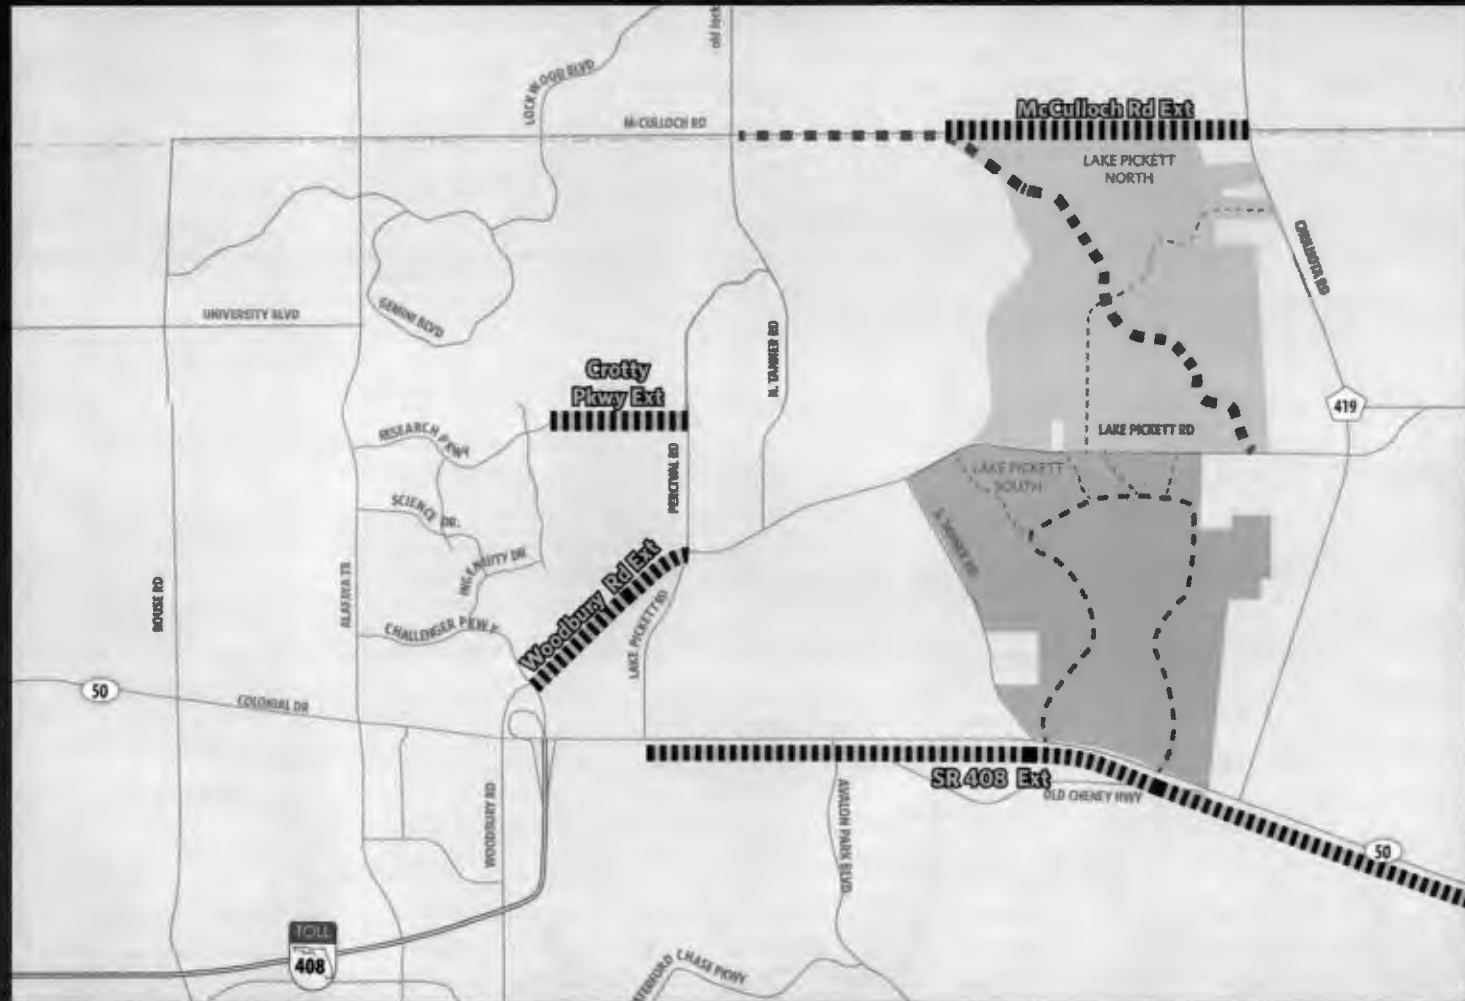 LOCKWOOD BLVD
McCULLOCH RD
McCulloch Rd Ext
LAKE PICKETT
NORTH
CHULUOTA RD
UNIVERSITY BLVD
GEMINI BLVD
N. TANNER RD
Crotty
Pkwy Ext
419
RESEARCH PKWY
LAKE PICKETT RD
PERCIVAL RD
LAKE PICKETT
SOUTH
SCIENCE DR.
S. TANNER RD
INGENUITY DR
Woodbury Rd Ext
ROUSE RD
ALAFAYA TR.
CHALLENGER PKWY
LAKE PICKETT RD
50
COLONIAL DR
SR 408 Ext
OLD CHENEY HWY
WOODBURY RD
AVALON PARK BLVD
50
TOLL
408
CHASE PKWY